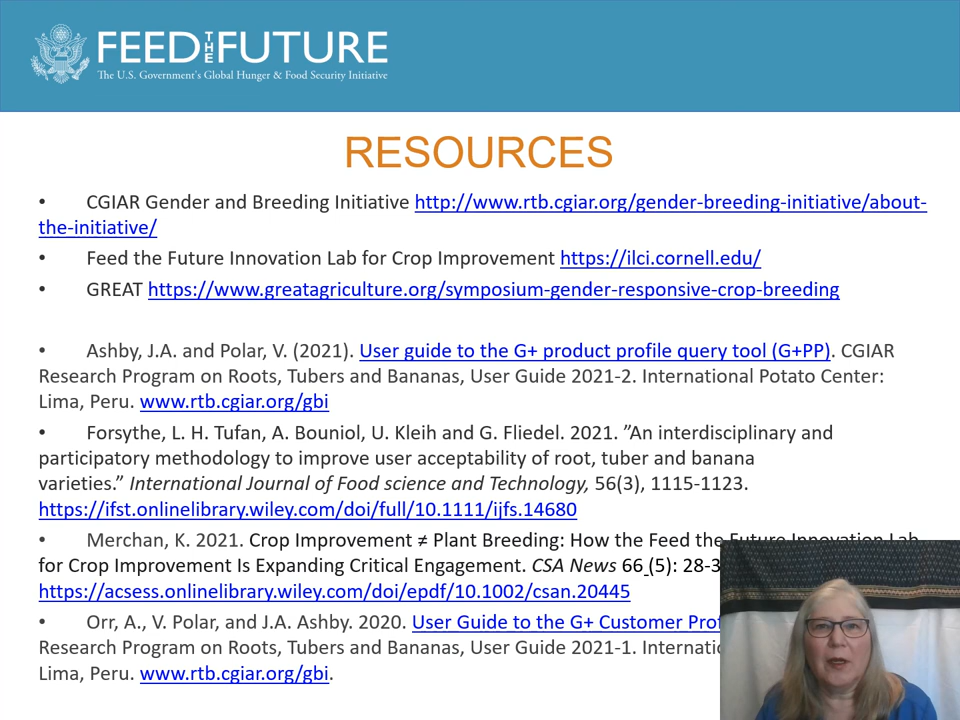 FEED THE FUTURE
The U.S. Government's Global Hunger & Food Security Initiative
RESOURCES
• CGIAR Gender and Breeding Initiative http://www.rtb.cgiar.org/gender-breeding-initiative/about-
the-initiative/
• Feed the Future Innovation Lab for Crop Improvement https://ilci.cornell.edu/
• GREAT https://www.greatagriculture.org/symposium-gender-responsive-crop-breeding
• Ashby, J.A. and Polar, V. (2021). User guide to the G+ product profile query tool (G+PP). CGIAR
Research Program on Roots, Tubers and Bananas, User Guide 2021-2. International Potato Center:
Lima, Peru. www.rtb.cgiar.org/gbi
• Forsythe, L. H. Tufan, A. Bouniol, U. Kleih and G. Fliedel. 2021. ”An interdisciplinary and
participatory methodology to improve user acceptability of root, tuber and banana
varieties.” International Journal of Food science and Technology, 56(3), 1115-1123.
https://ifst.onlinelibrary.wiley.com/doi/full/10.1111/ijfs.14680
• Merchan, K. 2021. Crop Improvement ≠ Plant Breeding: How the Feed the Future Innovation Lab
for Crop Improvement Is Expanding Critical Engagement. CSA News 66 (5): 28-3
https://acsess.onlinelibrary.wiley.com/doi/epdf/10.1002/csan.20445
• Orr, A., V. Polar, and J.A. Ashby. 2020. User Guide to the G+ Customer
Research Program on Roots, Tubers and Bananas, User Guide 2021-1.
Lima, Peru. www.rtb.cgiar.org/gbi.